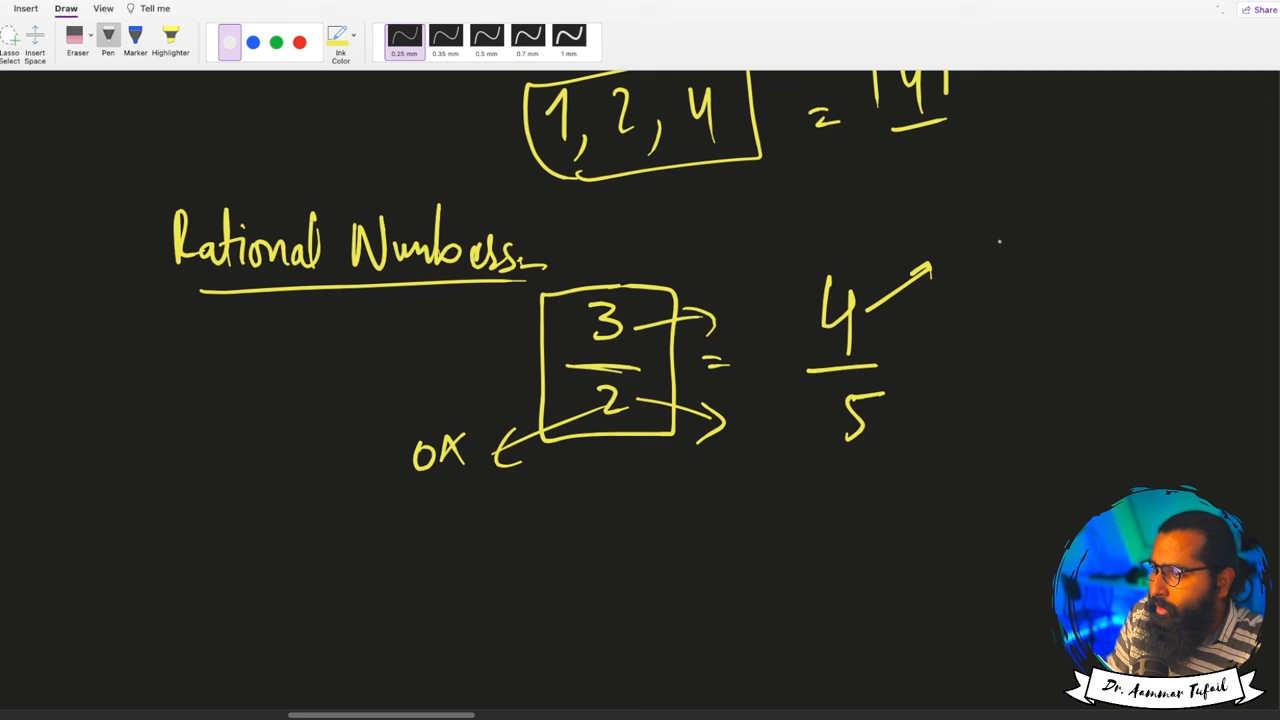 Insert Draw View Tell me
Share
Lasso Select
Insert Space
Eraser
Pen
Marker
Highlighter
Ink Color
0.25 mm 0.35 mm 0.5 mm 0.7 mm 1 mm
1, 2, 4 = |4|
Rational Numbers
3 = 4
2 5
0X
Dr. Aammar Tufail